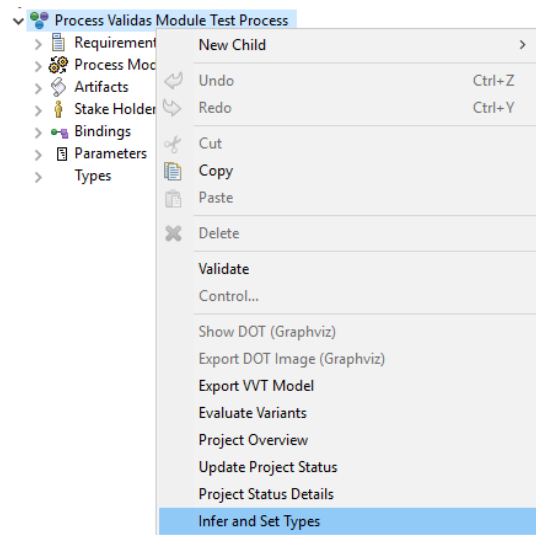 Process Validas Module Test Process
Requirement
Process Mod
Artifacts
Stake Holder
Bindings
Parameters
Types
New Child
Undo Ctrl+Z
Redo Ctrl+Y
Cut
Copy
Paste
Delete
Validate
Control...
Show DOT (Graphviz)
Export DOT Image (Graphviz)
Export VVT Model
Evaluate Variants
Project Overview
Update Project Status
Project Status Details
Infer and Set Types